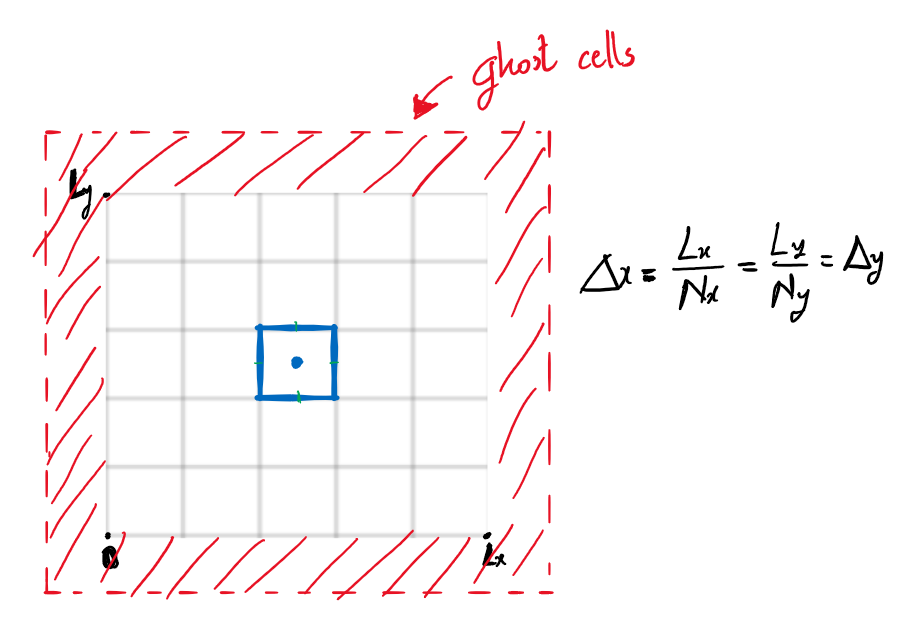 ghost cells
Ly
Δx = Lx/Nx = Ly/Ny = Δy
0
Lx